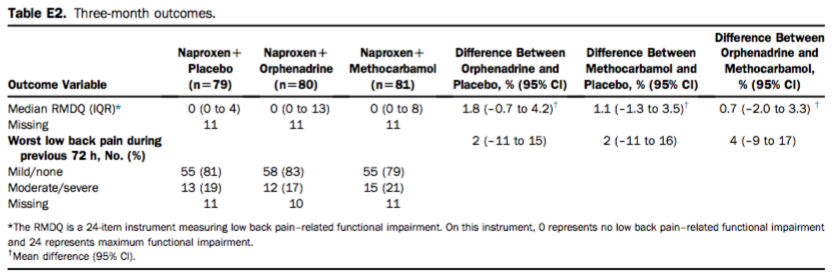 Table E2. Three-month outcomes.
Outcome Variable | Naproxen+ Placebo (n=79) | Naproxen+ Orphenadrine (n=80) | Naproxen+ Methocarbamol (n=81) | Difference Between Orphenadrine and Placebo, % (95% CI) | Difference Between Methocarbamol and Placebo, % (95% CI) | Difference Between Orphenadrine and Methocarbamol, % (95% CI)
Median RMDQ (IQR)* 0 (0 to 4) 0 (0 to 13) 0 (0 to 8) 1.8 (–0.7 to 4.2)† 1.1 (–1.3 to 3.5)† 0.7 (–2.0 to 3.3) †
Missing 11 11 11
Worst low back pain during previous 72 h, No. (%) 2 (–11 to 15) 2 (–11 to 16) 4 (–9 to 17)
Mild/none 55 (81) 58 (83) 55 (79)
Moderate/severe 13 (19) 12 (17) 15 (21)
Missing 11 10 11
*The RMDQ is a 24-item instrument measuring low back pain–related functional impairment. On this instrument, 0 represents no low back pain–related functional impairment
and 24 represents maximum functional impairment.
†Mean difference (95% CI).